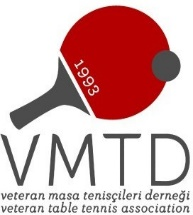 1993
VMTD
veteran masa tenisçileri derneği
veteran table tennis association